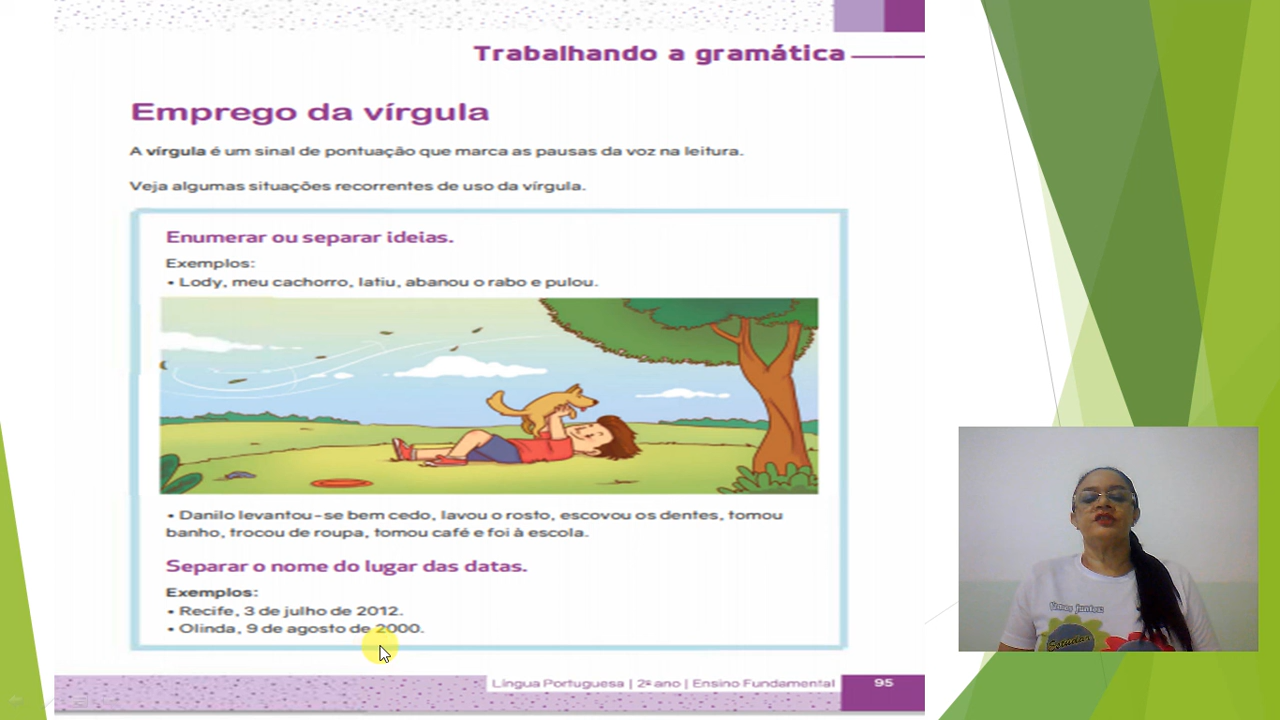 Trabalhando a gramática
Emprego da vírgula
A vírgula é um sinal de pontuação que marca as pausas da voz na leitura.
Veja algumas situações recorrentes de uso da vírgula.
Enumerar ou separar ideias.
Exemplos:
• Lody, meu cachorro, latiu, abanou o rabo e pulou.
• Danilo levantou-se bem cedo, lavou o rosto, escovou os dentes, tomou
banho, trocou de roupa, tomou café e foi à escola.
Separar o nome do lugar das datas.
Exemplos:
• Recife, 3 de julho de 2012.
• Olinda, 9 de agosto de 2000.
Língua Portuguesa | 2º ano | Ensino Fundamental
95